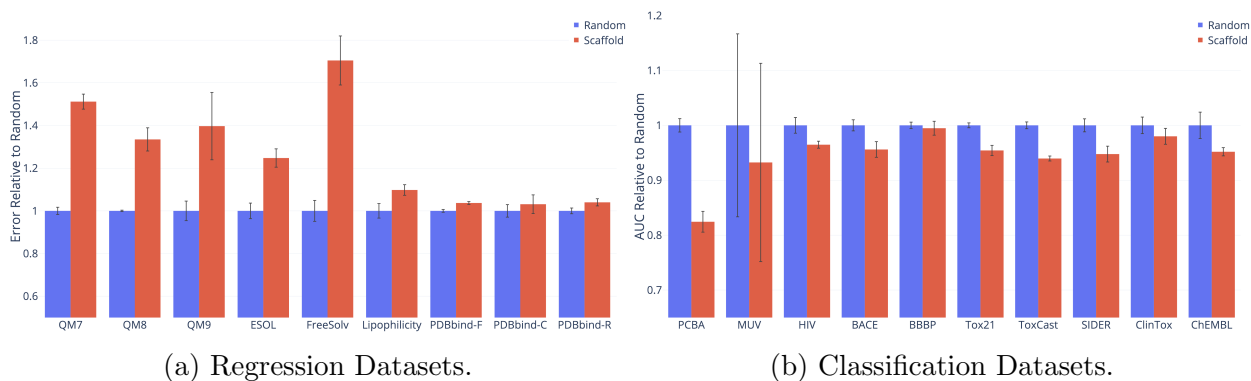 Error Relative to Random
1.8
1.6
1.4
1.2
1
0.8
0.6
QM7 QM8 QM9 ESOL FreeSolv Lipophilicity PDBbind-F PDBbind-C PDBbind-R
Random
Scaffold
(a) Regression Datasets.
AUC Relative to Random
1.2
1.1
1
0.9
0.8
0.7
PCBA MUV HIV BACE BBBP Tox21 ToxCast SIDER ClinTox ChEMBL
Random
Scaffold
(b) Classification Datasets.